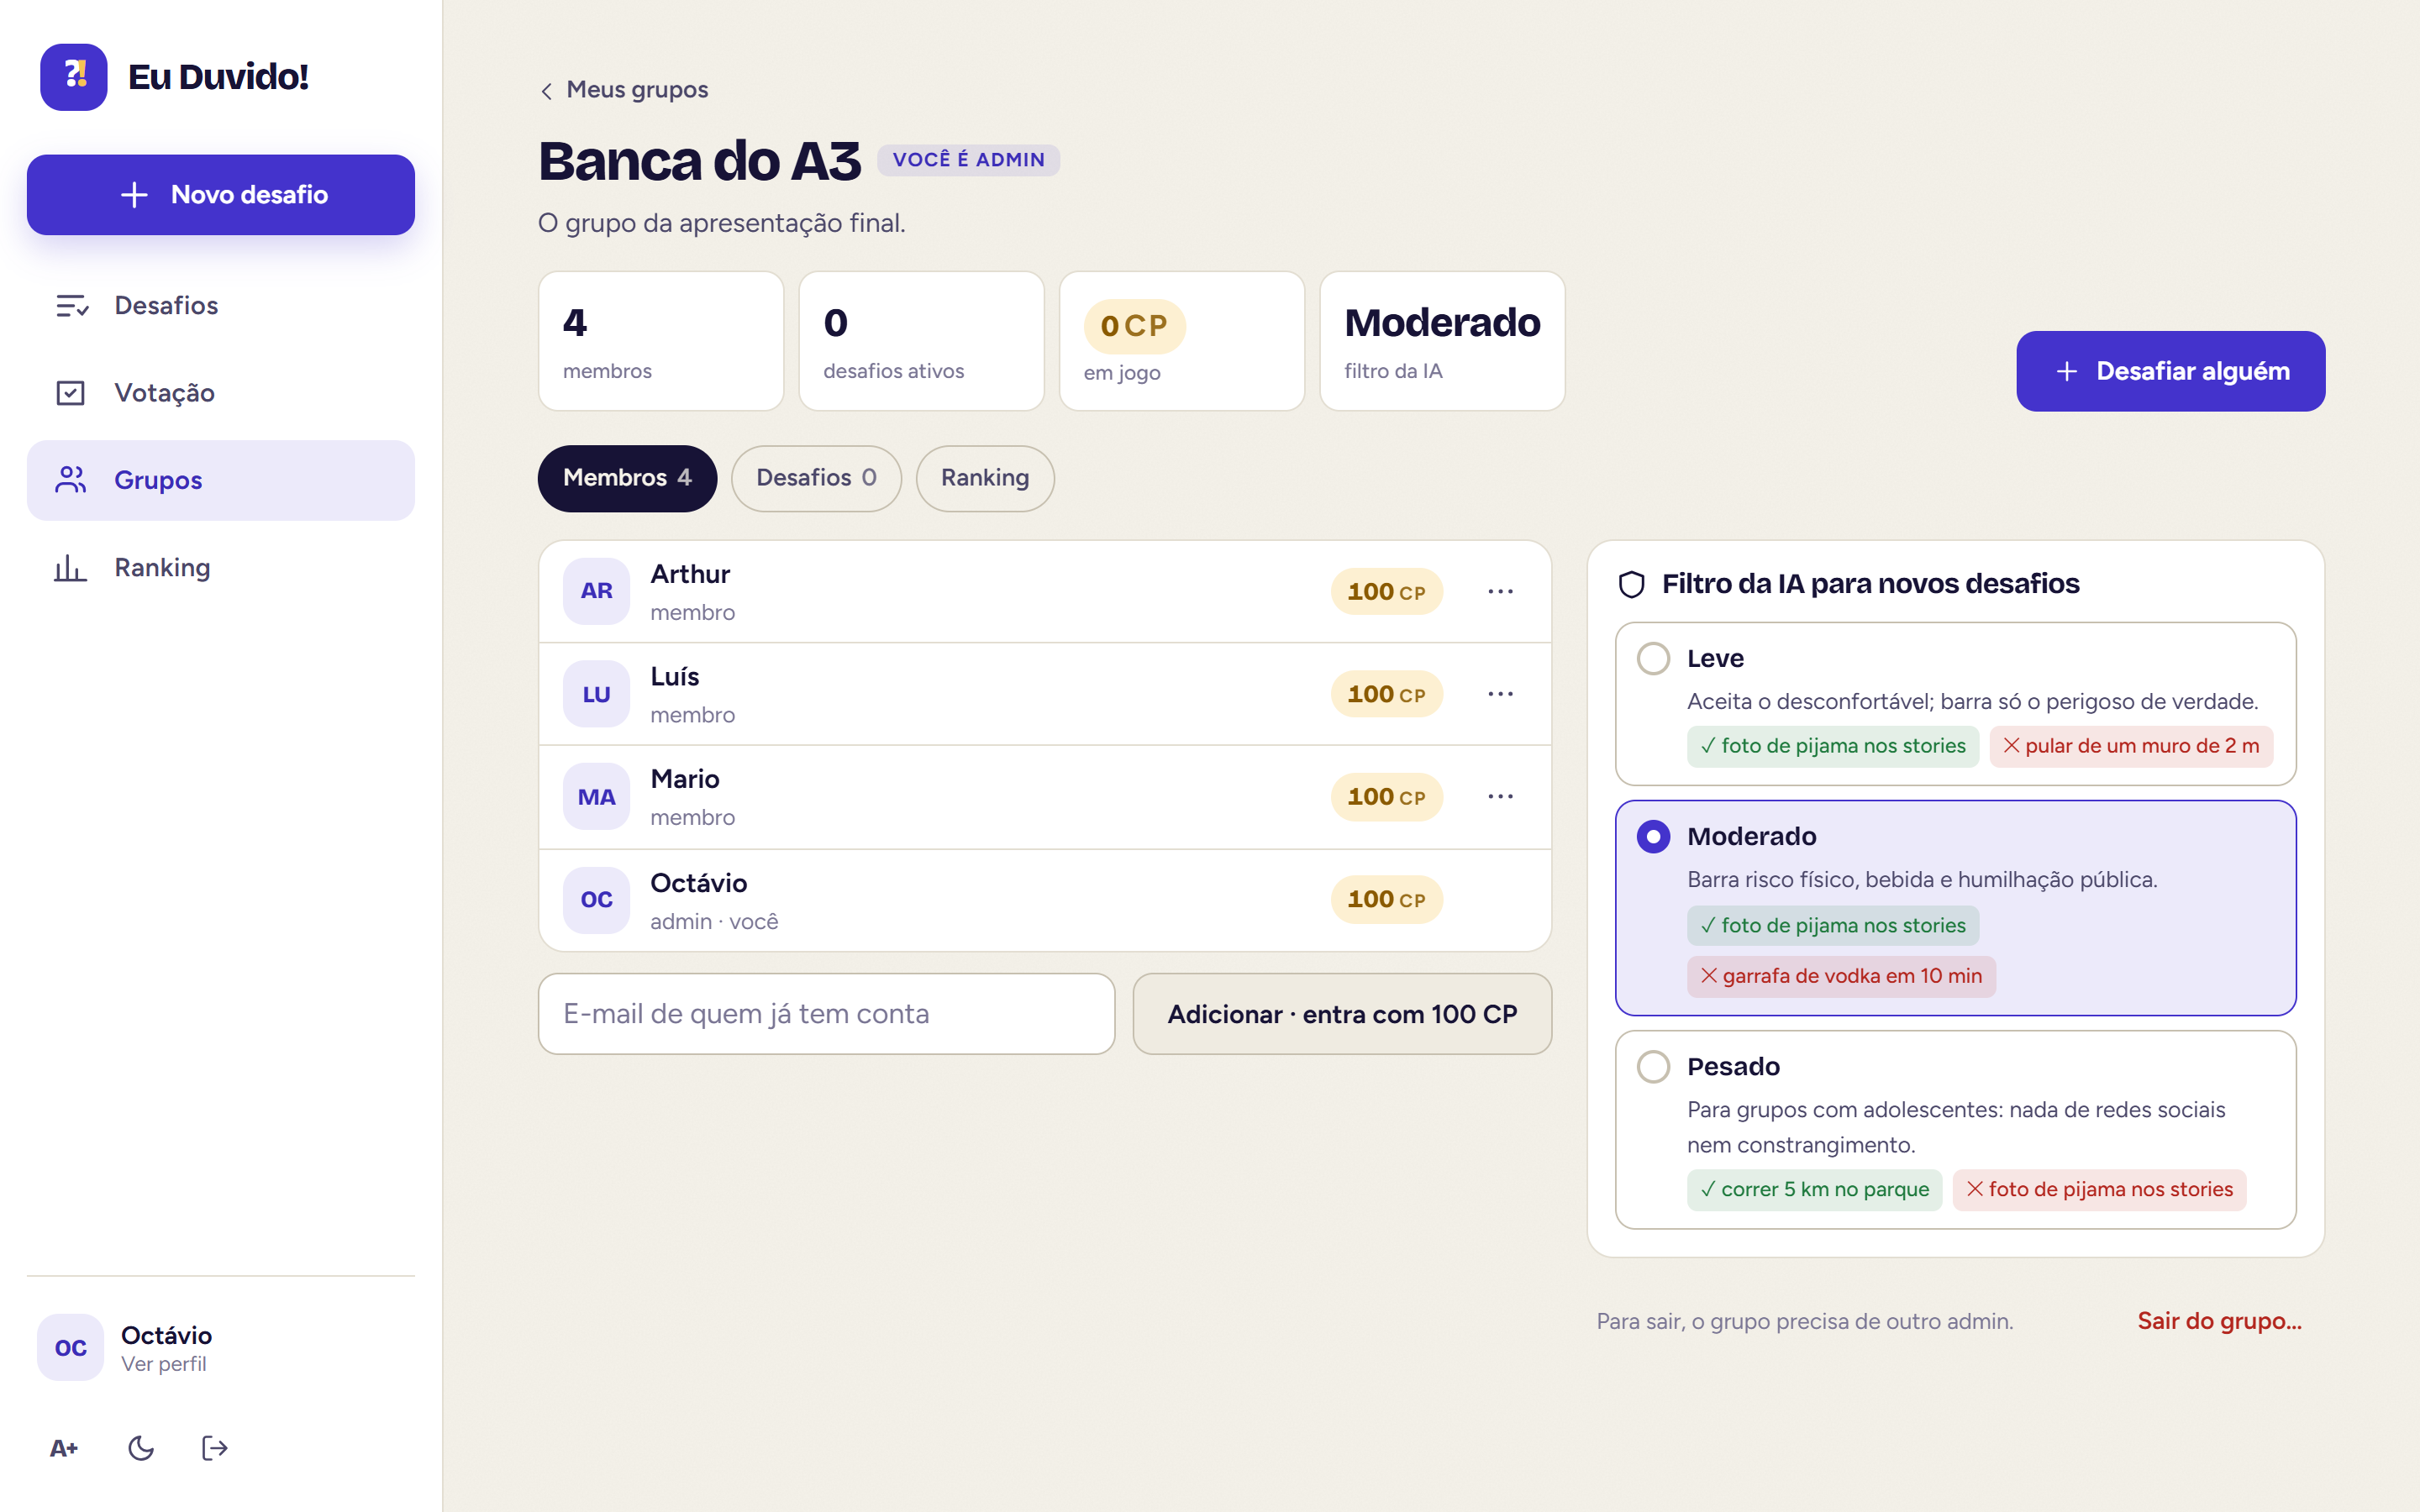 ?!
Eu Duvido!
Novo desafio
Desafios
Votação
Grupos
Ranking
Octávio
OC
Ver perfil
A+
Meus grupos
Banca do A3
VOCÊ É ADMIN
O grupo da apresentação final.
4
membros
0
desafios ativos
0 CP
em jogo
Moderado
filtro da IA
Desafiar alguém
Membros 4
Desafios 0
Ranking
AR
Arthur
membro
100 CP
LU
Luís
membro
100 CP
MA
Mario
membro
100 CP
OC
Octávio
admin · você
100 CP
E-mail de quem já tem conta
Adicionar · entra com 100 CP
Filtro da IA para novos desafios
Leve
Aceita o desconfortável; barra só o perigoso de verdade.
✓ foto de pijama nos stories
✕ pular de um muro de 2 m
Moderado
Barra risco físico, bebida e humilhação pública.
✓ foto de pijama nos stories
✕ garrafa de vodka em 10 min
Pesado
Para grupos com adolescentes: nada de redes sociais
nem constrangimento.
✓ correr 5 km no parque
✕ foto de pijama nos stories
Para sair, o grupo precisa de outro admin.
Sair do grupo...